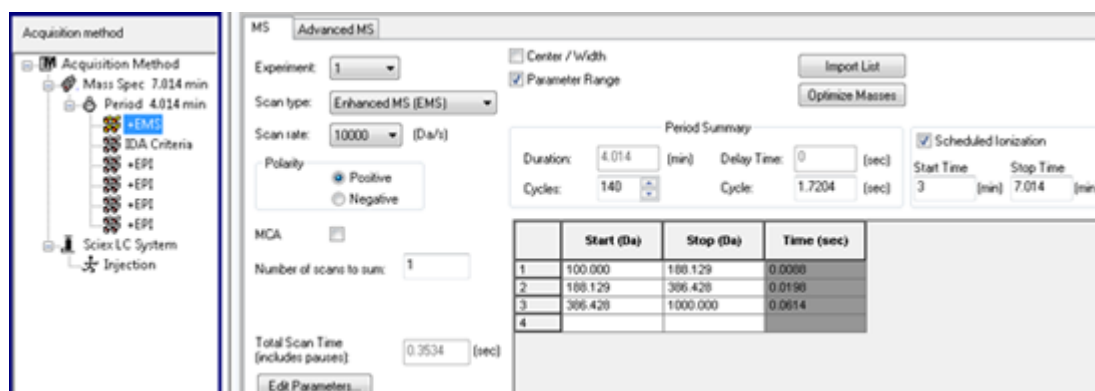 Acquisition method
Acquisition Method
Mass Spec 7.014 min
Period 4.014 min
+EMS
IDA Criteria
+EPI
+EPI
+EPI
+EPI
Sciex LC System
Injection
MS
Advanced MS
Experiment: 1
Scan type: Enhanced MS (EMS)
Scan rate: 10000 (Da/s)
Polarity
Positive
Negative
MCA
Number of scans to sum: 1
Total Scan Time
(includes pauses): 0.3534 (sec)
Edit Parameters...
Center / Width
Parameter Range
Import List
Optimize Masses
Period Summary
Duration: 4.014 (min) Delay Time: 0 (sec)
Cycles: 140 Cycle: 1.7204 (sec)
Scheduled Ionization
Start Time Stop Time
3 (min) 7.014 (min
Start (Da) Stop (Da) Time (sec)
1 100.000 188.129 0.0088
2 188.129 386.428 0.0198
3 386.428 1000.000 0.0614
4